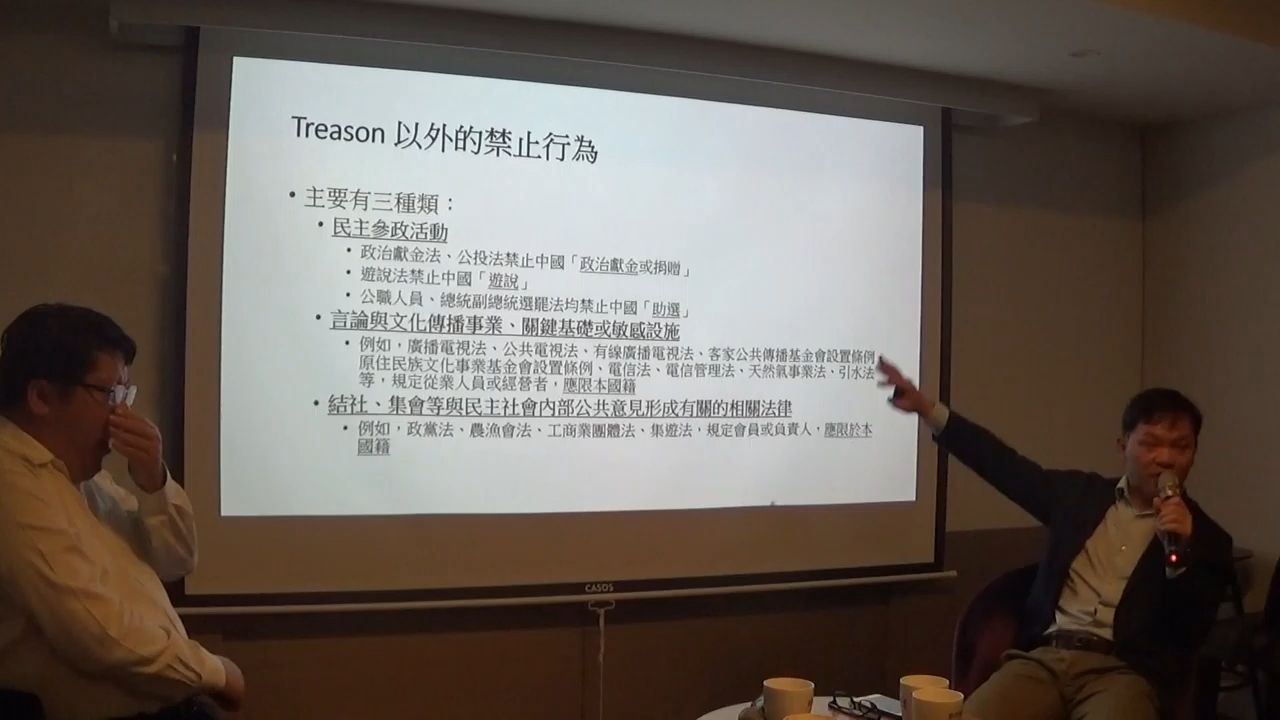 Treason 以外的禁止行為
• 主要有三種類：
• 民主參政活動
• 政治獻金法、公投法禁止中國「政治獻金或捐贈」
• 遊說法禁止中國「遊說」
• 公職人員、總統副總統選罷法均禁止中國「助選」
• 言論與文化傳播事業、關鍵基礎或敏感設施
• 例如，廣播電視法、公共電視法、有線廣播電視法、客家公共傳播基金會設置條例、
原住民族文化事業基金會設置條例、電信法、電信管理法、天然氣事業法、引水法
等，規定從業人員或經營者，應限本國籍
• 結社、集會等與民主社會內部公共意見形成有關的相關法律
• 例如，政黨法、農漁會法、工商業團體法、集遊法，規定會員或負責人，應限於本
國籍
CASOS